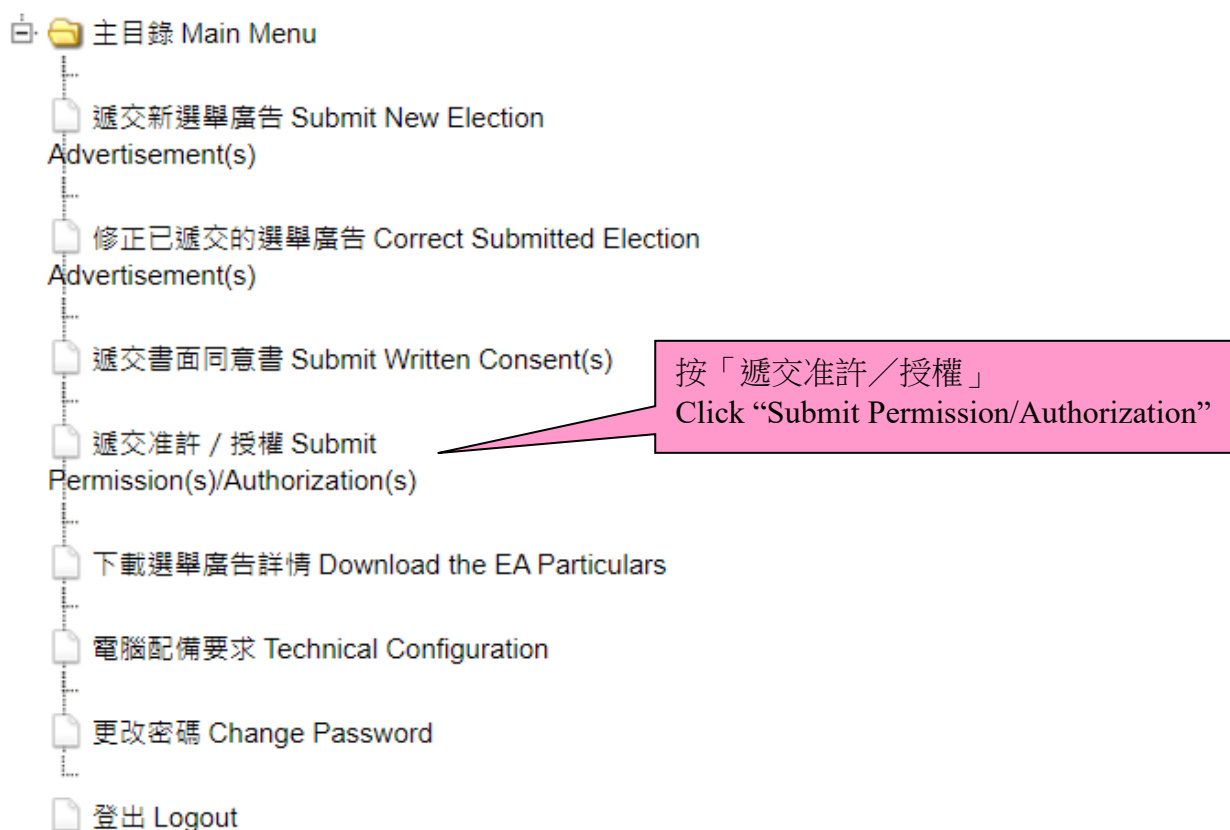 主目錄 Main Menu
遞交新選舉廣告 Submit New Election
Advertisement(s)
修正已遞交的選舉廣告 Correct Submitted Election
Advertisement(s)
遞交書面同意書 Submit Written Consent(s)
按「遞交准許／授權」
Click “Submit Permission/Authorization”
遞交准許 / 授權 Submit
Permission(s)/Authorization(s)
下載選舉廣告詳情 Download the EA Particulars
電腦配備要求 Technical Configuration
更改密碼 Change Password
登出 Logout